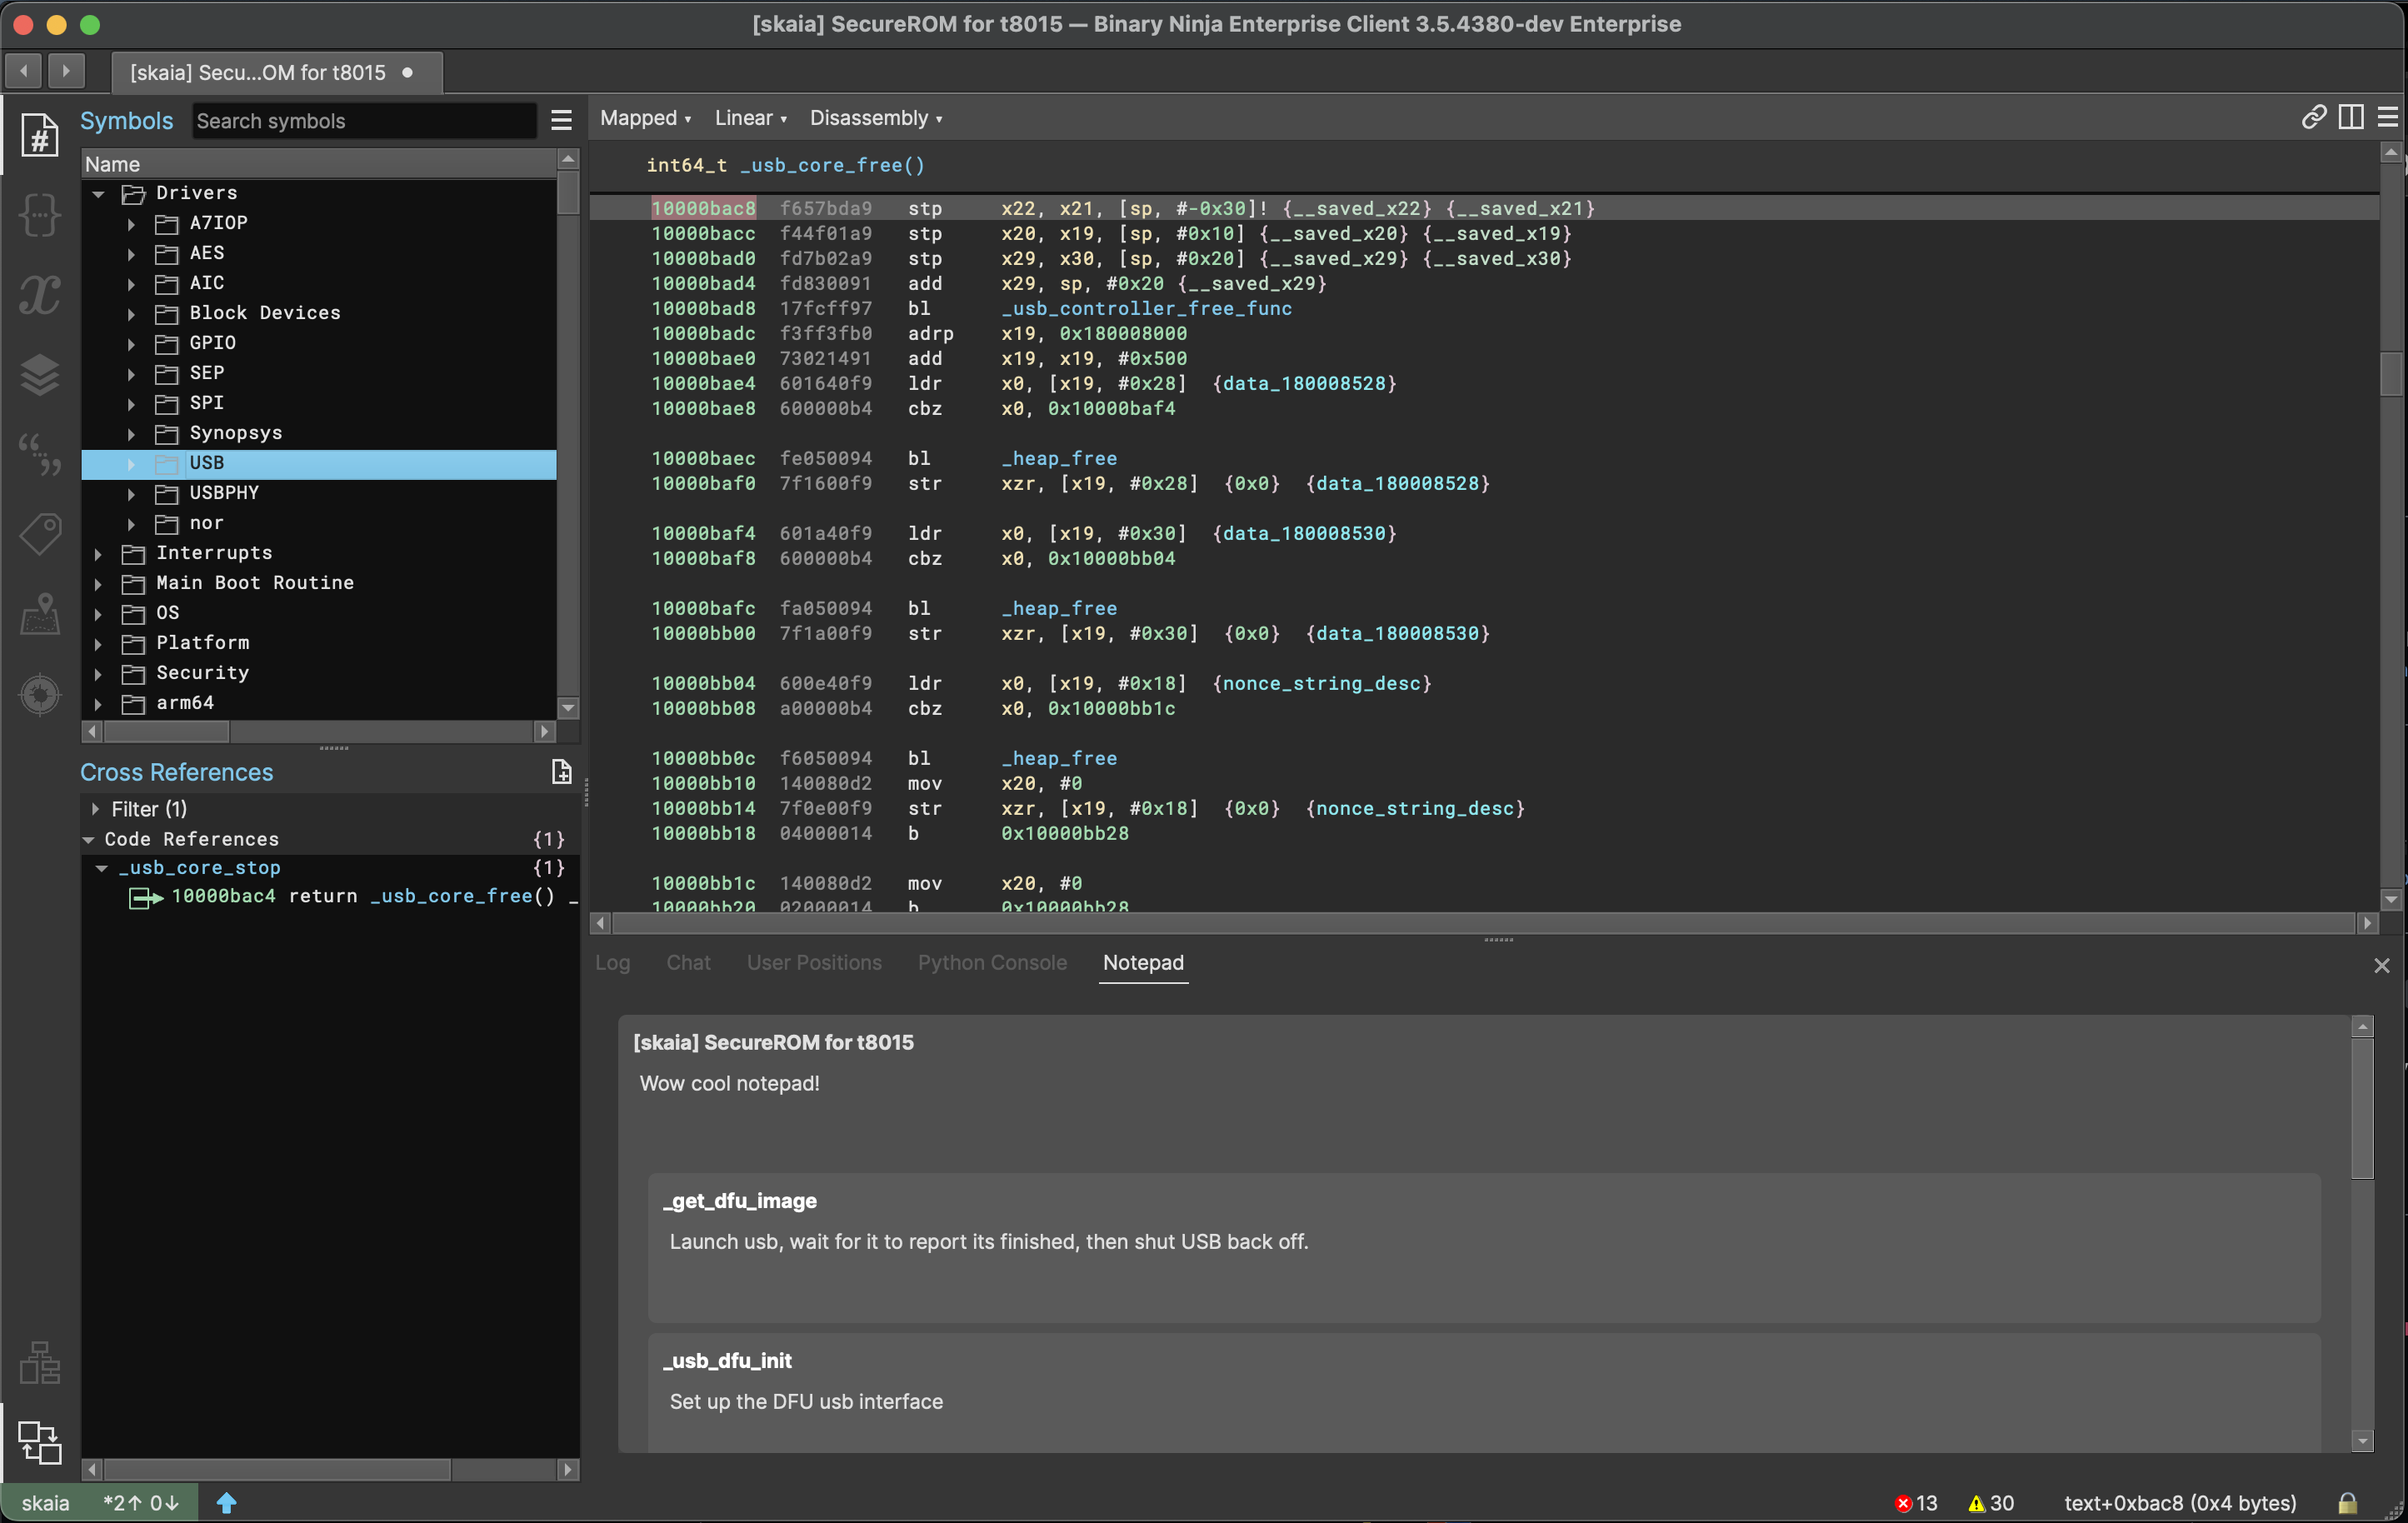 [skaia] SecureROM for t8015 — Binary Ninja Enterprise Client 3.5.4380-dev Enterprise
[skaia] Secu...OM for t8015 ●
Symbols
Search symbols
Name
Drivers
A7IOP
AES
AIC
Block Devices
GPIO
SEP
SPI
Synopsys
USB
USBPHY
nor
Interrupts
Main Boot Routine
OS
Platform
Security
arm64
Cross References
Filter (1)
Code References {1}
_usb_core_stop {1}
10000bac4 return _usb_core_free() _
Mapped Linear Disassembly
int64_t _usb_core_free()
10000bac8 f657bda9 stp x22, x21, [sp, #-0x30]! {__saved_x22} {__saved_x21}
10000bacc f44f01a9 stp x20, x19, [sp, #0x10] {__saved_x20} {__saved_x19}
10000bad0 fd7b02a9 stp x29, x30, [sp, #0x20] {__saved_x29} {__saved_x30}
10000bad4 fd830091 add x29, sp, #0x20 {__saved_x29}
10000bad8 17fcff97 bl _usb_controller_free_func
10000badc f3ff3fb0 adrp x19, 0x180008000
10000bae0 73021491 add x19, x19, #0x500
10000bae4 601640f9 ldr x0, [x19, #0x28] {data_180008528}
10000bae8 600000b4 cbz x0, 0x10000baf4
10000baec fe050094 bl _heap_free
10000baf0 7f1600f9 str xzr, [x19, #0x28] {0x0} {data_180008528}
10000baf4 601a40f9 ldr x0, [x19, #0x30] {data_180008530}
10000baf8 600000b4 cbz x0, 0x10000bb04
10000bafc fa050094 bl _heap_free
10000bb00 7f1a00f9 str xzr, [x19, #0x30] {0x0} {data_180008530}
10000bb04 600e40f9 ldr x0, [x19, #0x18] {nonce_string_desc}
10000bb08 a00000b4 cbz x0, 0x10000bb1c
10000bb0c f6050094 bl _heap_free
10000bb10 140080d2 mov x20, #0
10000bb14 7f0e00f9 str xzr, [x19, #0x18] {0x0} {nonce_string_desc}
10000bb18 04000014 b 0x10000bb28
10000bb1c 140080d2 mov x20, #0
10000bb20 02000014 b 0x10000bb28
Log Chat User Positions Python Console Notepad
[skaia] SecureROM for t8015
Wow cool notepad!
_get_dfu_image
Launch usb, wait for it to report its finished, then shut USB back off.
_usb_dfu_init
Set up the DFU usb interface
skaia *2↑ 0↓
13 30 text+0xbac8 (0x4 bytes)